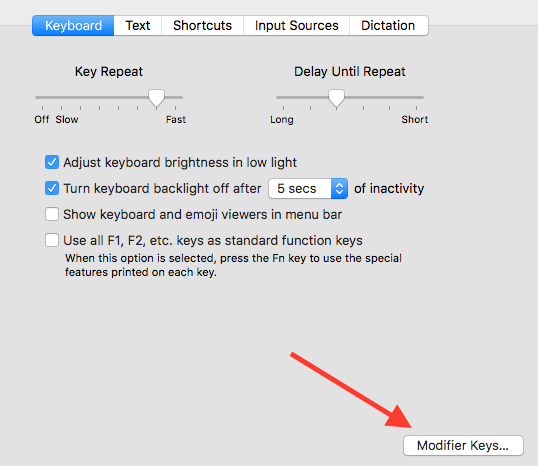 Keyboard Text Shortcuts Input Sources Dictation
Key Repeat Delay Until Repeat
Off Slow Fast Long Short
Adjust keyboard brightness in low light
Turn keyboard backlight off after 5 secs of inactivity
Show keyboard and emoji viewers in menu bar
Use all F1, F2, etc. keys as standard function keys
When this option is selected, press the Fn key to use the special
features printed on each key.
Modifier Keys...